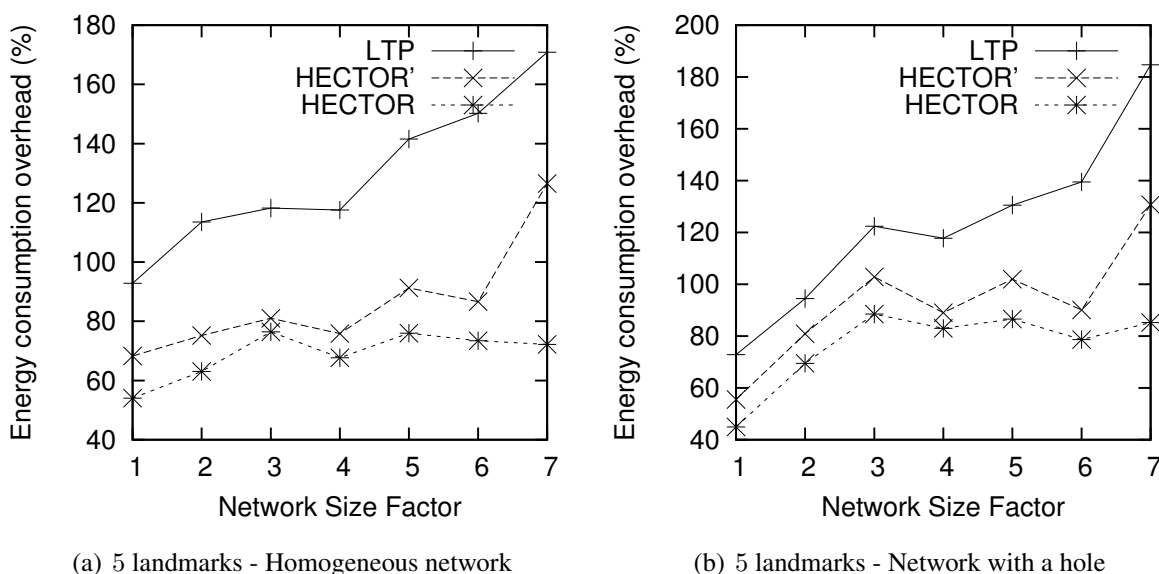 180
160
140
120
100
80
60
40
1 2 3 4 5 6 7
Energy consumption overhead (%)
Network Size Factor
LTP
HECTOR'
HECTOR
(a) 5 landmarks - Homogeneous network
200
180
160
140
120
100
80
60
40
1 2 3 4 5 6 7
Energy consumption overhead (%)
Network Size Factor
LTP
HECTOR'
HECTOR
(b) 5 landmarks - Network with a hole